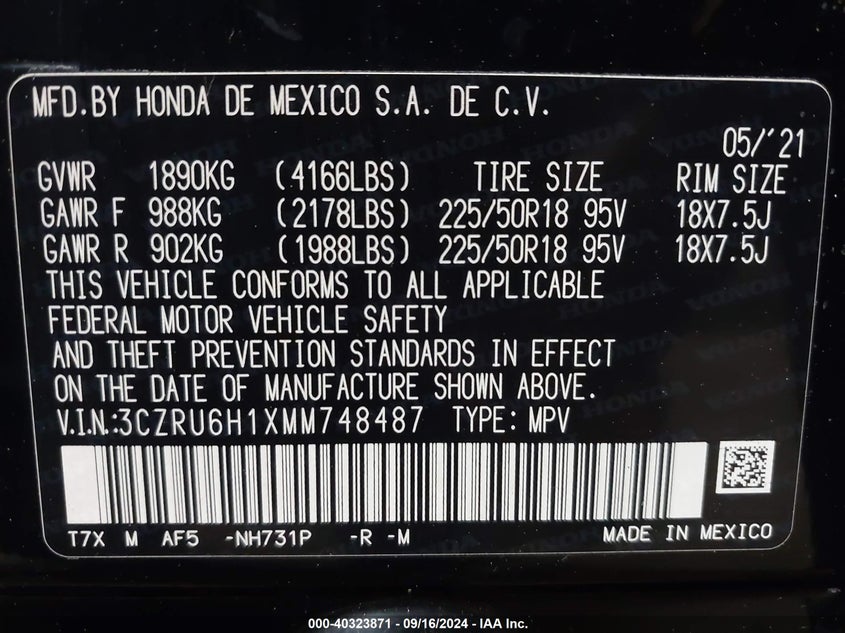 MFD.BY HONDA DE MEXICO S.A. DE C.V.
05/'21
GVWR 1890KG (4166LBS) TIRE SIZE RIM SIZE
GAWR F 988KG (2178LBS) 225/50R18 95V 18X7.5J
GAWR R 902KG (1988LBS) 225/50R18 95V 18X7.5J
THIS VEHICLE CONFORMS TO ALL APPLICABLE
FEDERAL MOTOR VEHICLE SAFETY
AND THEFT PREVENTION STANDARDS IN EFFECT
ON THE DATE OF MANUFACTURE SHOWN ABOVE.
V.I.N.:3CZRU6H1XMM748487 TYPE: MPV
T7X M AF5 -NH731P -R -M MADE IN MEXICO
000-40323871 - 09/16/2024 - IAA Inc.